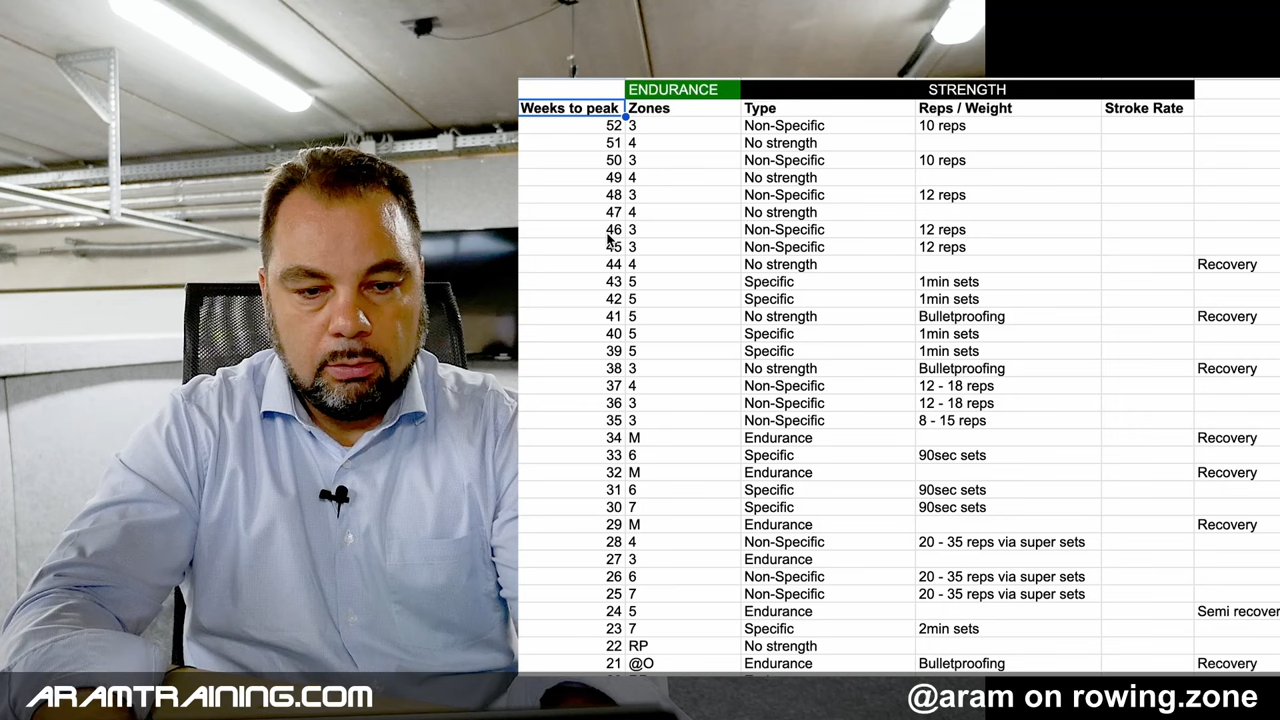 ENDURANCE STRENGTH
Weeks to peak Zones Type Reps / Weight Stroke Rate
52 3 Non-Specific 10 reps
51 4 No strength
50 3 Non-Specific 10 reps
49 4 No strength
48 3 Non-Specific 12 reps
47 4 No strength
46 3 Non-Specific 12 reps
45 3 Non-Specific 12 reps
44 4 No strength Recovery
43 5 Specific 1min sets
42 5 Specific 1min sets
41 5 No strength Bulletproofing Recovery
40 5 Specific 1min sets
39 5 Specific 1min sets
38 3 No strength Bulletproofing Recovery
37 4 Non-Specific 12 - 18 reps
36 3 Non-Specific 12 - 18 reps
35 3 Non-Specific 8 - 15 reps
34 M Endurance Recovery
33 6 Specific 90sec sets
32 M Endurance Recovery
31 6 Specific 90sec sets
30 7 Specific 90sec sets
29 M Endurance Recovery
28 4 Non-Specific 20 - 35 reps via super sets
27 3 Endurance
26 6 Non-Specific 20 - 35 reps via super sets
25 7 Non-Specific 20 - 35 reps via super sets
24 5 Endurance Semi recover
23 7 Specific 2min sets
22 RP No strength
21 @O Endurance Bulletproofing Recovery
ARAMTRAINING.COM @aram on rowing.zone